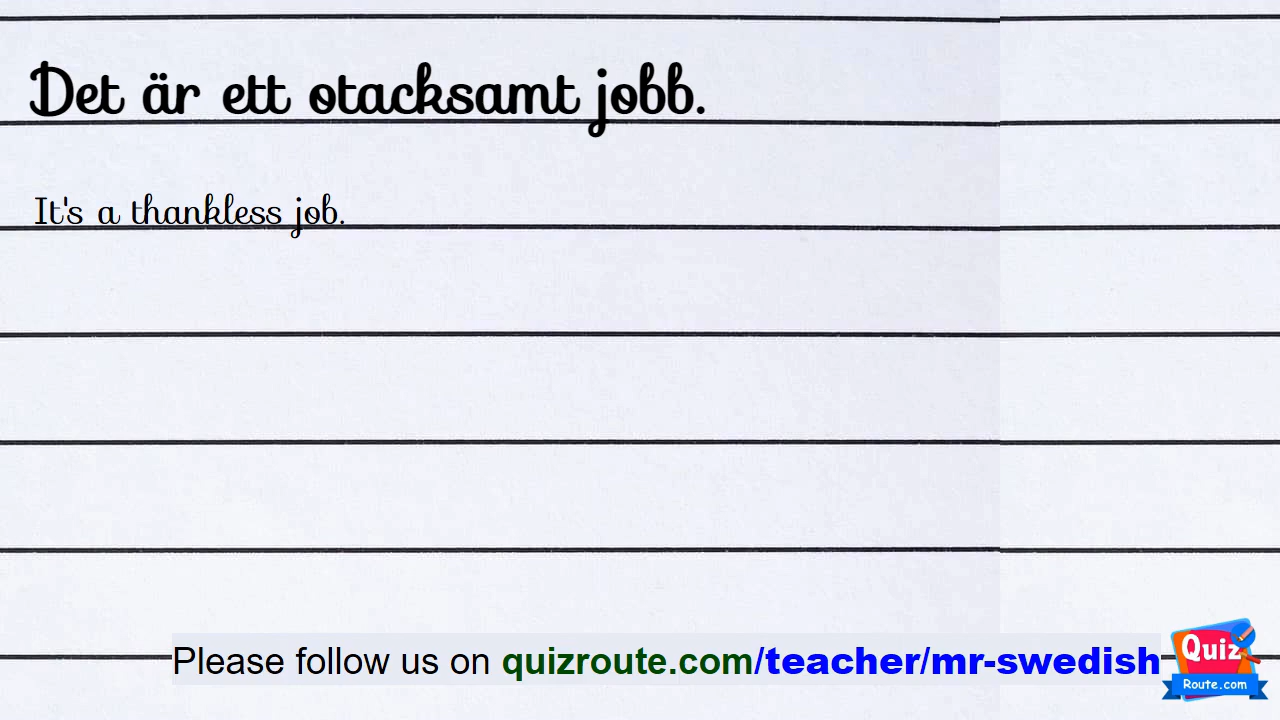 Det är ett otacksamt jobb.
It's a thankless job.
Please follow us on quizroute.com/teacher/mr-swedish
Quiz
Route.com